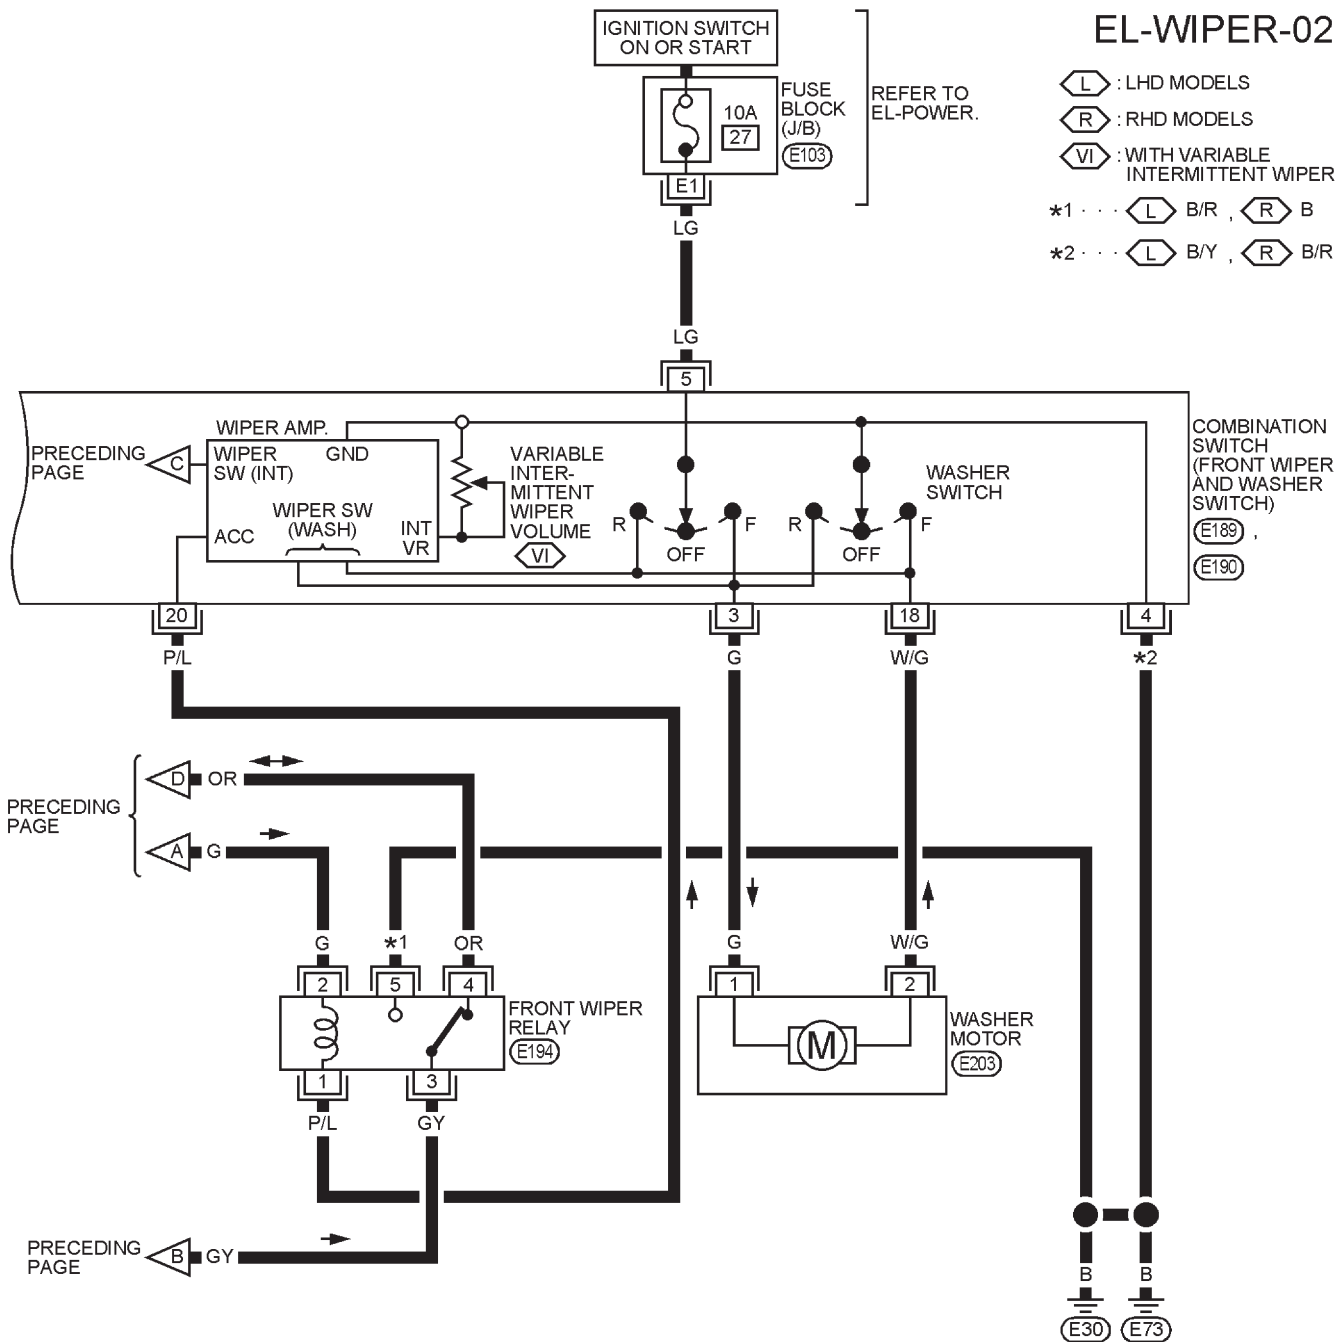 EL-WIPER-02
IGNITION SWITCH
ON OR START
FUSE
BLOCK
(J/B)
E103
10A
27
E1
REFER TO
EL-POWER.
L : LHD MODELS
R : RHD MODELS
VI : WITH VARIABLE
INTERMITTENT WIPER
*1 · · · L B/R , R B
*2 · · · L B/Y , R B/R
LG
LG
5
PRECEDING
PAGE
C
WIPER AMP.
WIPER
SW (INT)
GND
WIPER SW
(WASH)
ACC
INT
VR
VARIABLE
INTER-
MITTENT
WIPER
VOLUME
VI
R
OFF
F
R
OFF
F
WASHER
SWITCH
COMBINATION
SWITCH
(FRONT WIPER
AND WASHER
SWITCH)
E189 ,
E190
20
3
18
4
P/L
G
W/G
*2
PRECEDING
PAGE
D OR
A G
G
*1
OR
G
W/G
2
5
4
1
2
FRONT WIPER
RELAY
E194
M
WASHER
MOTOR
E203
1
3
P/L
GY
PRECEDING
PAGE
B GY
B
B
E30
E73